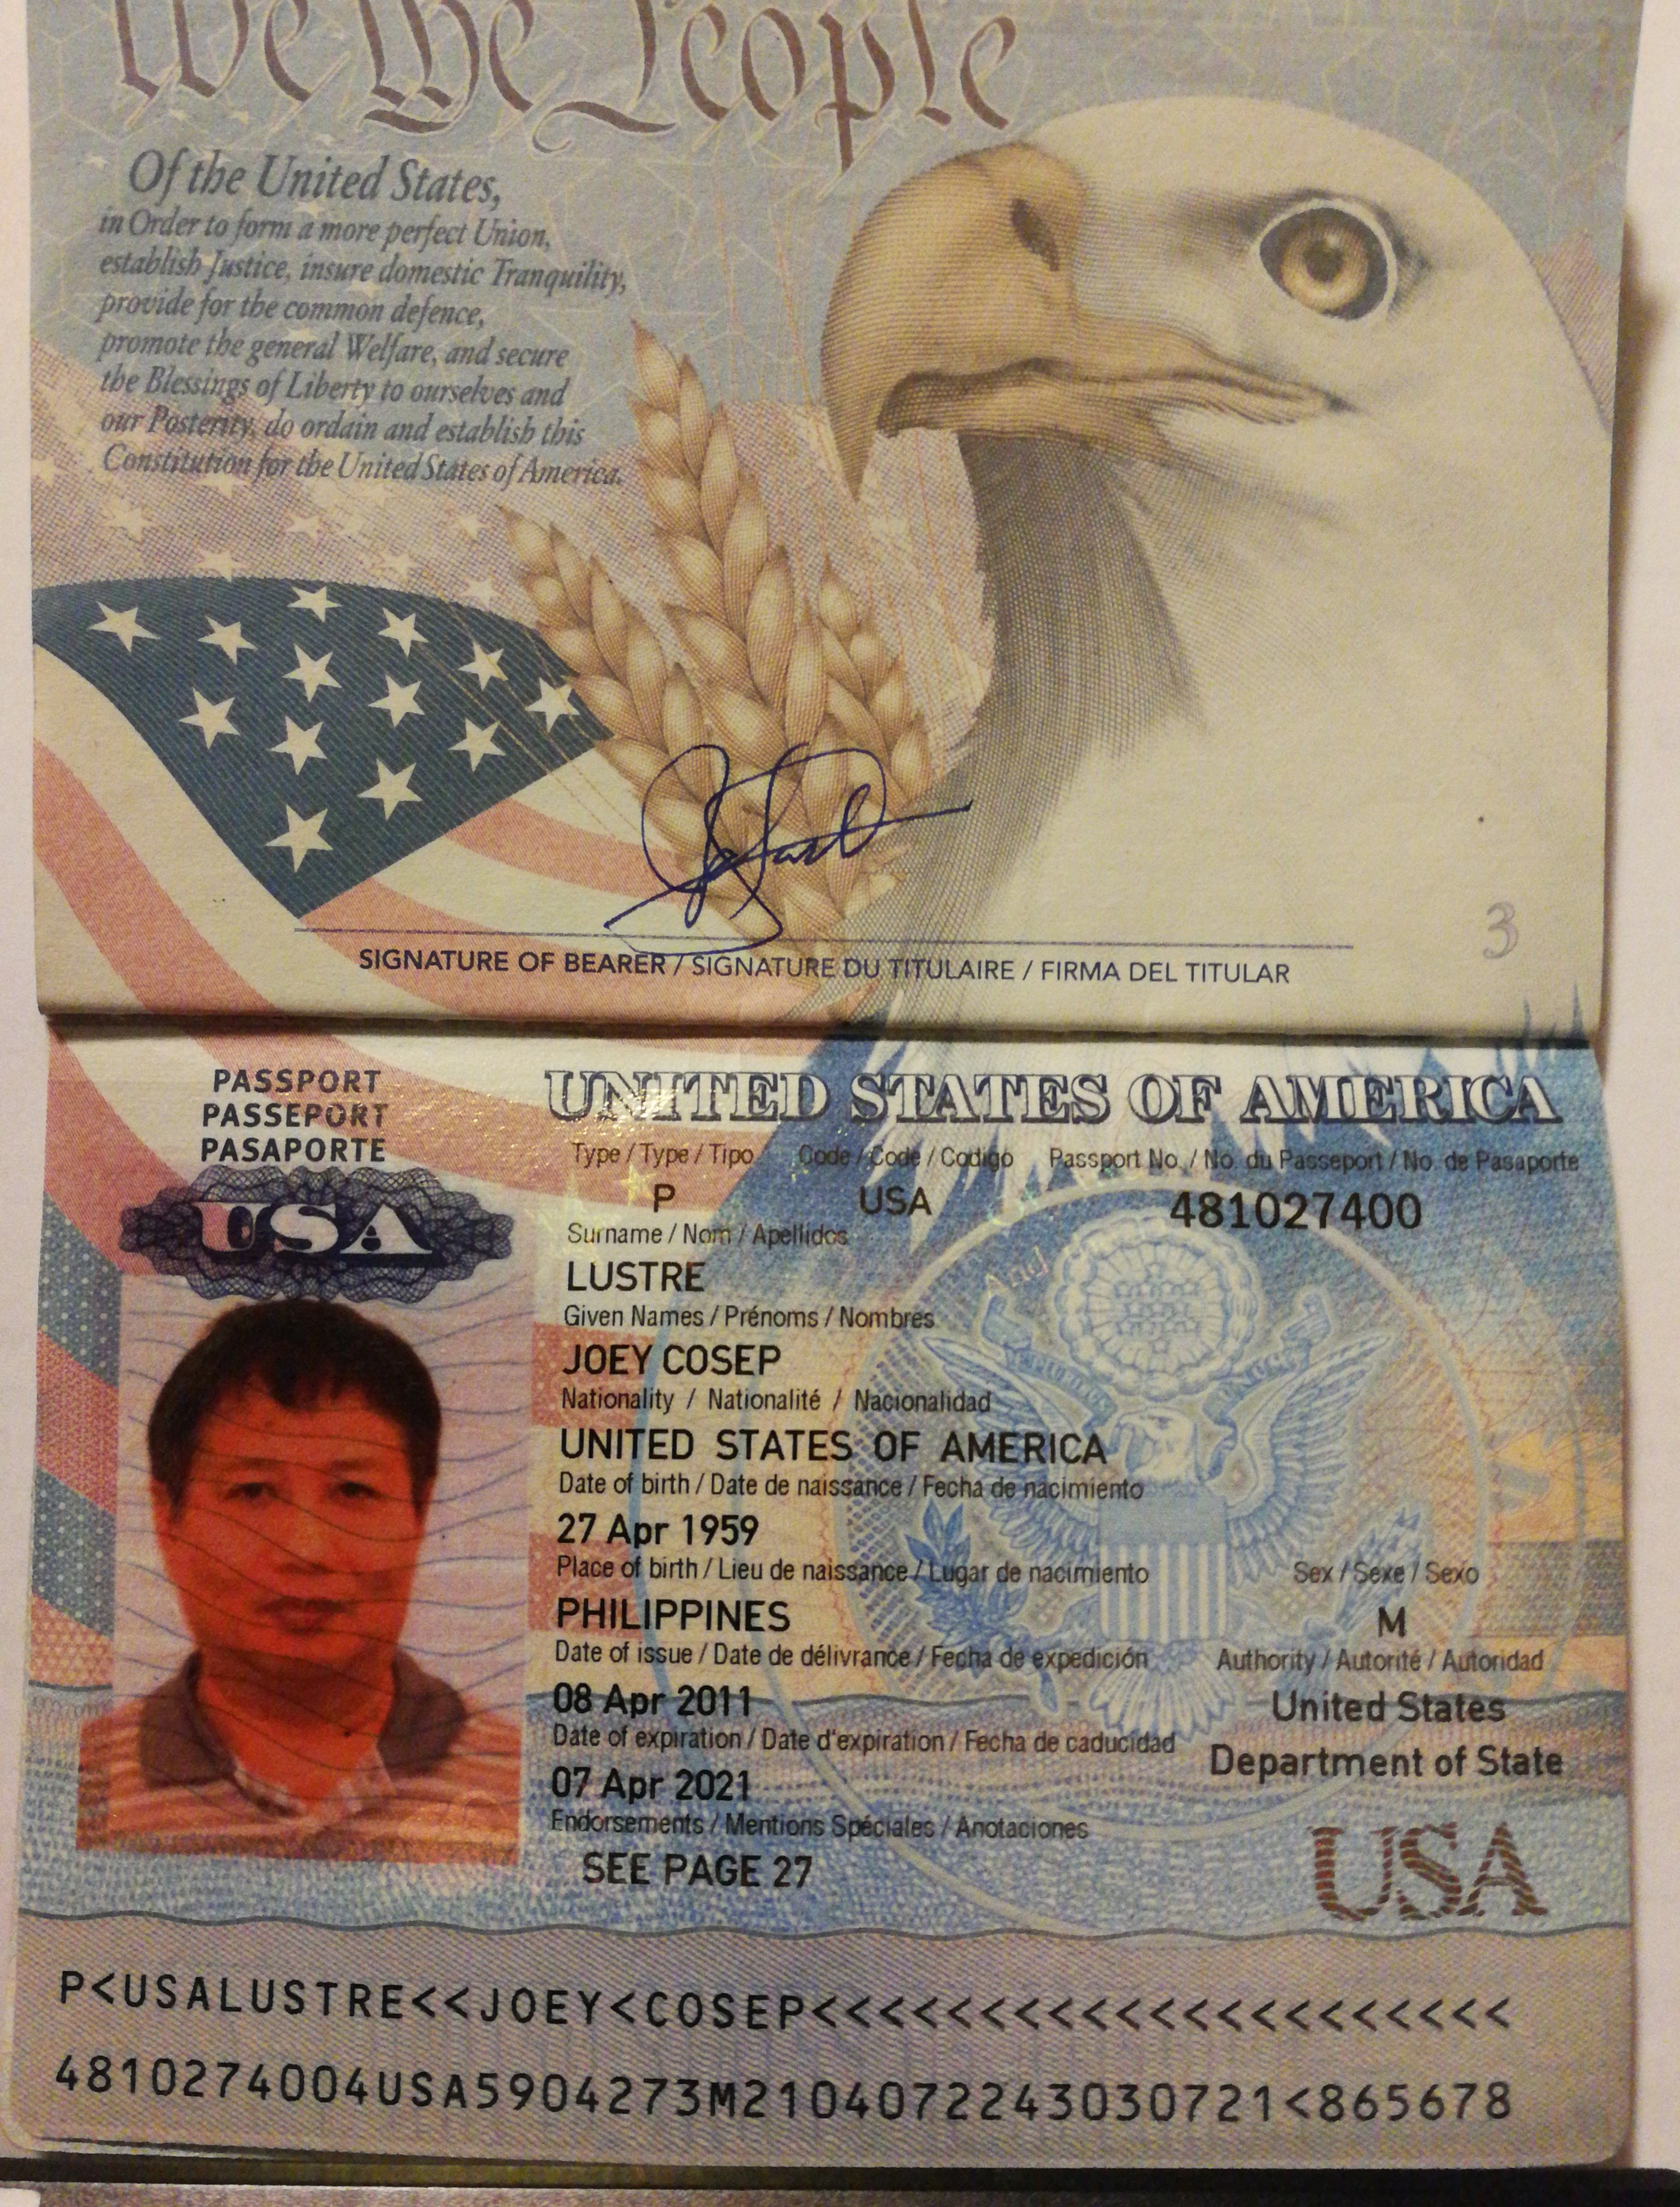 We the People
Of the United States,
in Order to form a more perfect Union,
establish Justice, insure domestic Tranquility,
provide for the common defence,
promote the general Welfare, and secure
the Blessings of Liberty to ourselves and
our Posterity, do ordain and establish this
Constitution for the United States of America.
SIGNATURE OF BEARER / SIGNATURE DU TITULAIRE / FIRMA DEL TITULAR
3
PASSPORT
PASSEPORT
PASAPORTE
USA
UNITED STATES OF AMERICA
Type / Type / Tipo Code / Code / Codigo Passport No. / No. du Passeport / No. de Pasaporte
P USA 481027400
Surname / Nom / Apellidos
LUSTRE
Given Names / Prénoms / Nombres
JOEY COSEP
Nationality / Nationalité / Nacionalidad
UNITED STATES OF AMERICA
Date of birth / Date de naissance / Fecha de nacimiento
27 Apr 1959
Place of birth / Lieu de naissance / Lugar de nacimiento Sex / Sexe / Sexo
PHILIPPINES M
Date of issue / Date de délivrance / Fecha de expedición Authority / Autorité / Autoridad
08 Apr 2011 United States
Date of expiration / Date d'expiration / Fecha de caducidad Department of State
07 Apr 2021
Endorsements / Mentions Spéciales / Anotaciones
SEE PAGE 27
USA
P<USALUSTRE<<JOEY<COSEP<<<<<<<<<<<<<<<<<<<<<
4810274004USA5904273M2104072243030721<865678